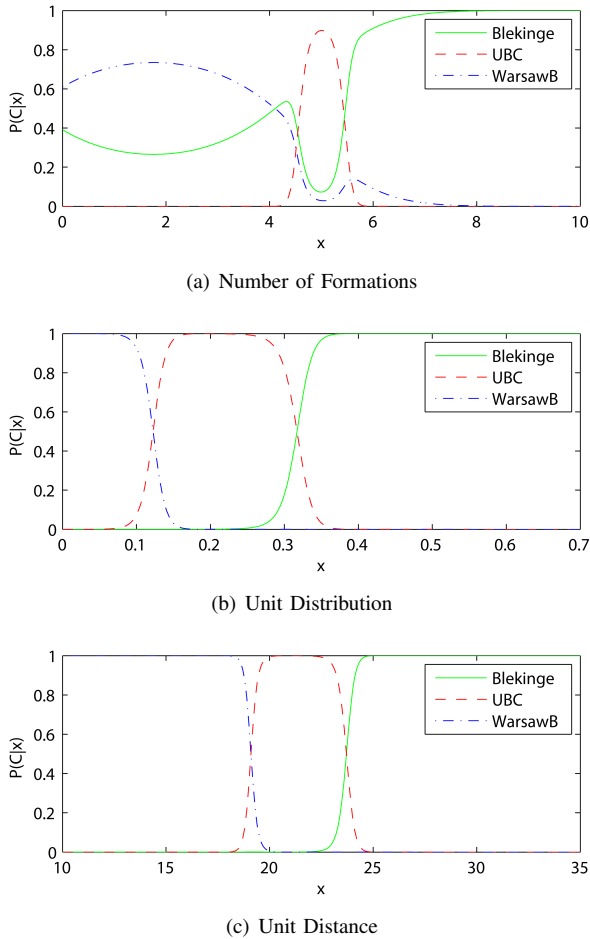 1
0.8
0.6
0.4
0.2
0
P(C|x)
Blekinge
UBC
WarsawB
0 2 4 6 8 10
x
(a) Number of Formations
1
0.8
0.6
0.4
0.2
0
P(C|x)
Blekinge
UBC
WarsawB
0 0.1 0.2 0.3 0.4 0.5 0.6 0.7
x
(b) Unit Distribution
1
0.8
0.6
0.4
0.2
0
P(C|x)
Blekinge
UBC
WarsawB
10 15 20 25 30 35
x
(c) Unit Distance